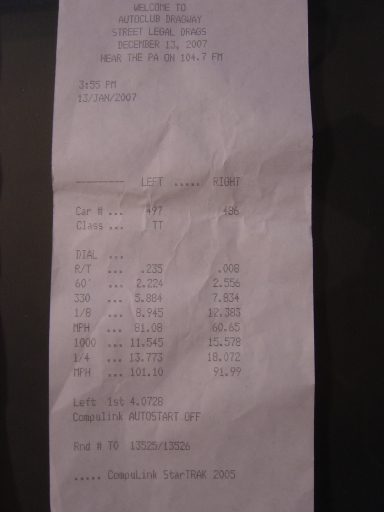 WELCOME TO
AUTOCLUB DRAGWAY
STREET LEGAL DRAGS
DECEMBER 13, 2007
HEAR THE PA ON 104.7 FM
3:55 PM
13/JAN/2007
--------- LEFT ..... RIGHT
Car # ... 497 486
Class ... TT
DIAL ...
R/T ... .235 .008
60' ... 2.224 2.556
330 ... 5.884 7.834
1/8 ... 8.945 12.383
MPH ... 81.08 60.65
1000 ... 11.545 15.578
1/4 ... 13.773 18.072
MPH ... 101.10 91.99
Left 1st 4.0728
Compulink AUTOSTART OFF
Rnd # TO 13525/13526
..... CompuLink StarTRAK 2005